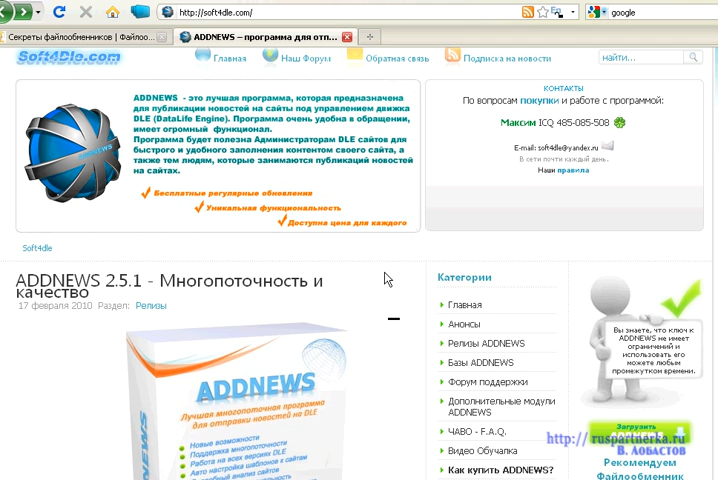 http://soft4dle.com/
google
Секреты файлообменников | Файлоо...
ADDNEWS – программа для отп...
Soft4Dle.com
Главная
Наш Форум
Обратная связь
Подписка на новости
найти...
ADDNEWS - это лучшая программа, которая предназначена
для публикации новостей на сайты под управлением движка
DLE (DataLife Engine). Программа очень удобна в обращении,
имеет огромный функционал.
Программа будет полезна Администраторам DLE сайтов для
быстрого и удобного заполнения контентом своего сайта, а
также тем людям, которые занимаются публикаций новостей
на сайтах.
Бесплатные регулярные обновления
Уникальная функциональность
Доступна цена для каждого
КОНТАКТЫ
По вопросам покупки и работе с программой:
Максим ICQ 485-085-508
E-mail: soft4dle@yandex.ru
В сети почти каждый день.
Наши правила
Soft4dle
ADDNEWS 2.5.1 - Многопоточность и
качество
17 февраля 2010 Раздел: Релизы
ADDNEWS
ADDNEWS
Лучшая многопоточная программа
для отправки новостей на DLE
Новые возможности
Поддержка многопоточности
Работа на всех версиях DLE
Авто настройка шаблонов к сайтам
анализ сайтов
Категории
Главная
Анонсы
Релизы ADDNEWS
Базы ADDNEWS
Форум поддержки
Дополнительные модули
ADDNEWS
ЧАВО - F.A.Q.
Видео Обучалка
Как купить ADDNEWS?
Вы знаете, что ключ к
ADDNEWS не имеет
ограничений и
использовать его
можете любым
промежутком времени.
Загрузить
http://ruspartnerka.ru
В. Лобастов
Рекомендуем
Файлообменник